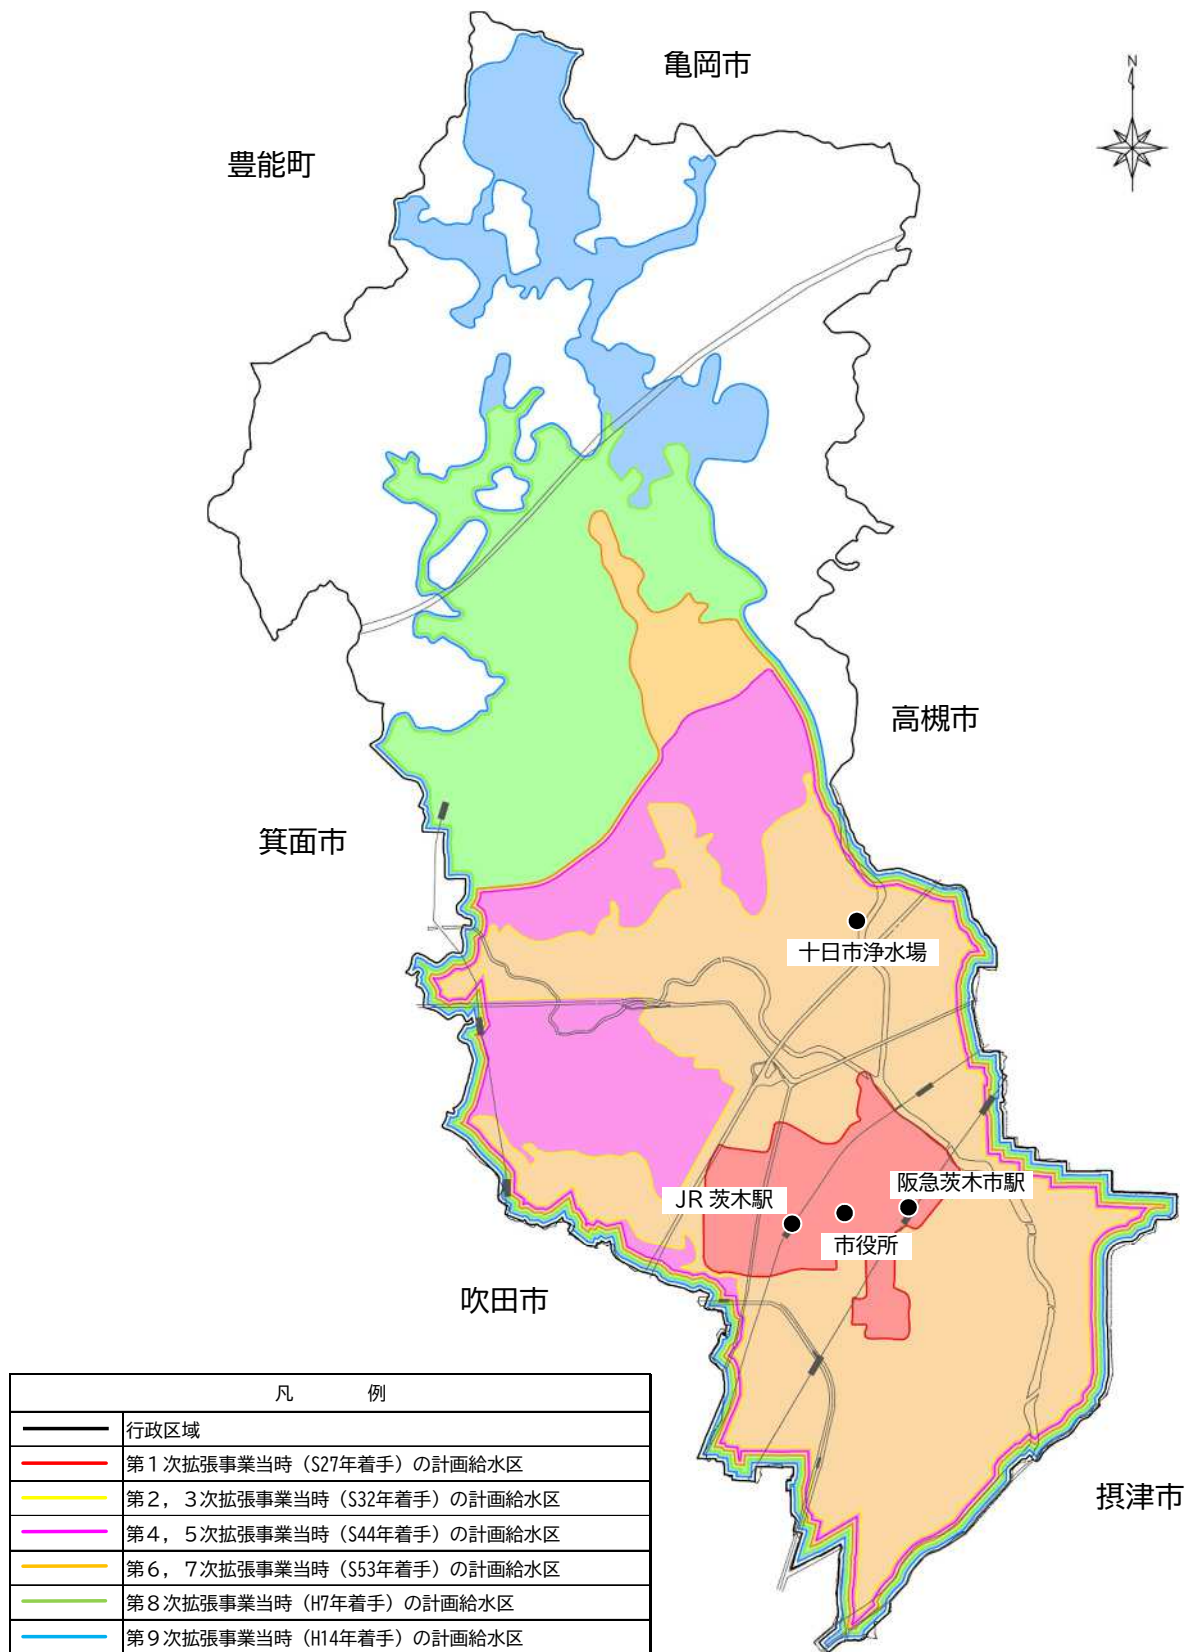 亀岡市
N
豊能町
高槻市
箕面市
十日市浄水場
阪急茨木市駅
JR 茨木駅
市役所
吹田市
摂津市
凡 例
行政区域
第1次拡張事業当時（S27年着手）の計画給水区
第2，3次拡張事業当時（S32年着手）の計画給水区
第4，5次拡張事業当時（S44年着手）の計画給水区
第6，7次拡張事業当時（S53年着手）の計画給水区
第8次拡張事業当時（H7年着手）の計画給水区
第9次拡張事業当時（H14年着手）の計画給水区